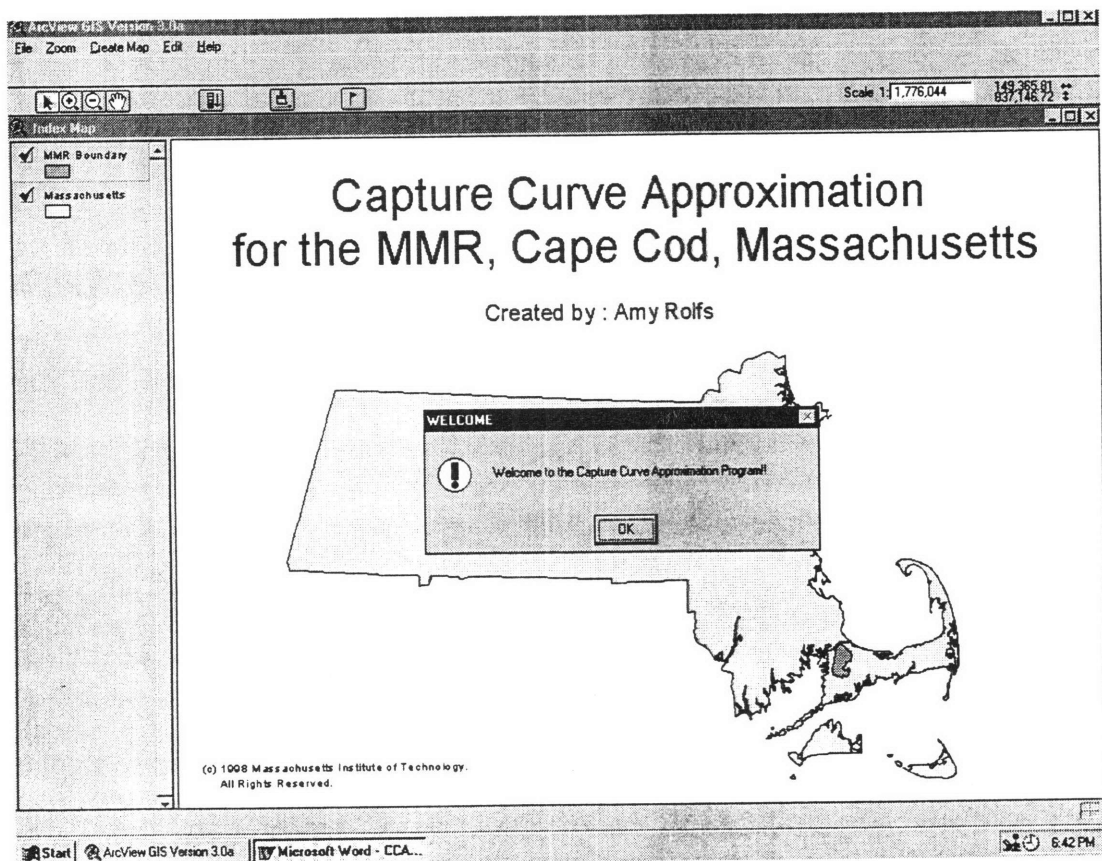 ArcView GIS Version 3.0a
File Zoom Create Map Edit Help
Scale 1: 1,776,044
149,365.81
837,146.72
Index Map
MMR Boundary
Massachusetts
Capture Curve Approximation
for the MMR, Cape Cod, Massachusetts
Created by : Amy Rolfs
WELCOME
Welcome to the Capture Curve Approximation Program!!
OK
(c) 1998 Massachusetts Institute of Technology.
All Rights Reserved.
Start ArcView GIS Version 3.0a Microsoft Word - CCA... 6:42 PM